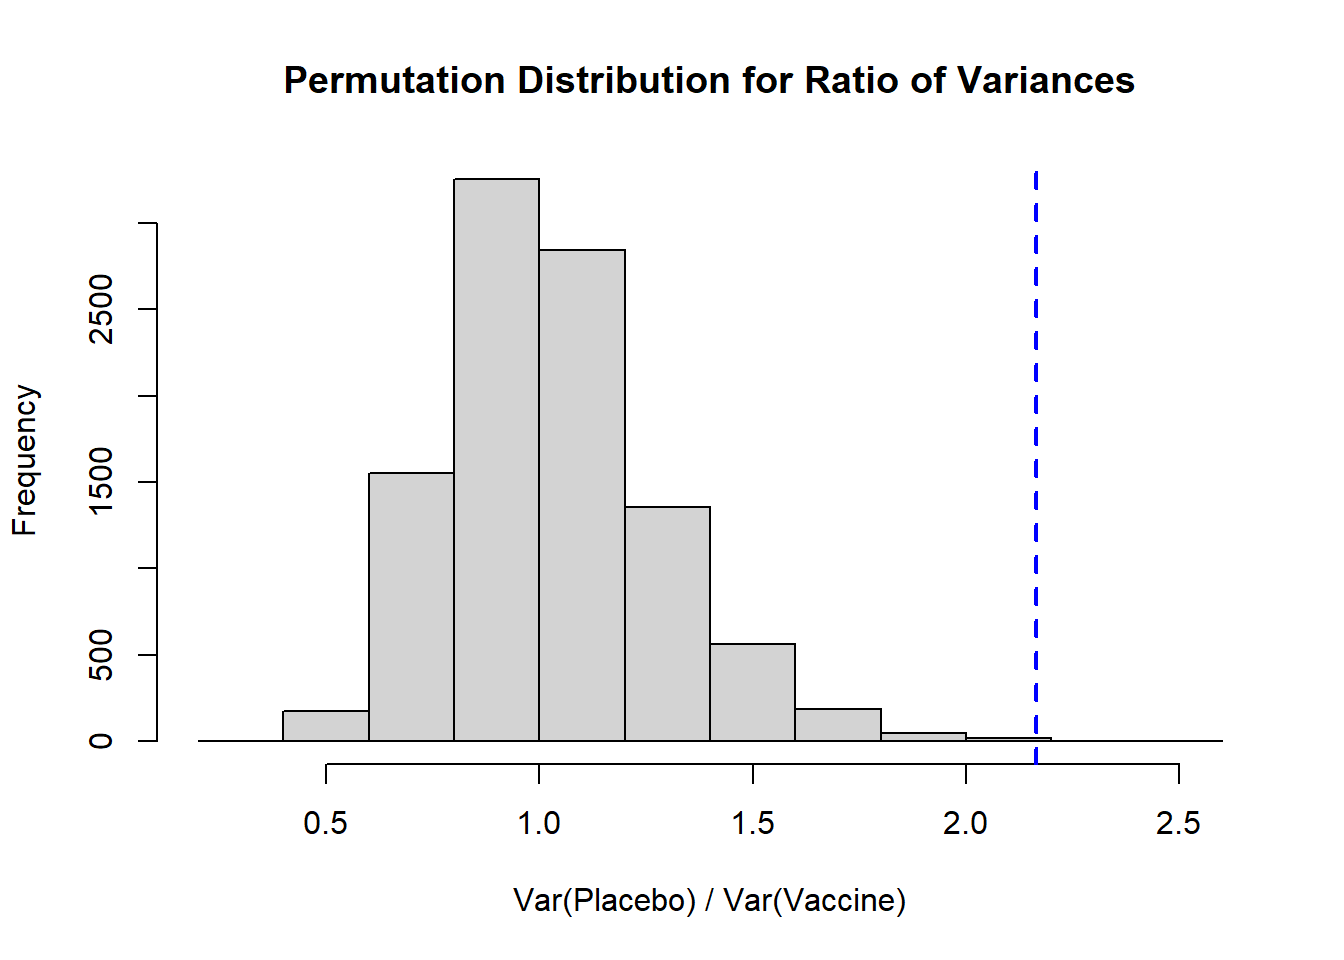 Permutation Distribution for Ratio of Variances
Frequency
2500
1500
500
0
0.5 1.0 1.5 2.0 2.5
Var(Placebo) / Var(Vaccine)